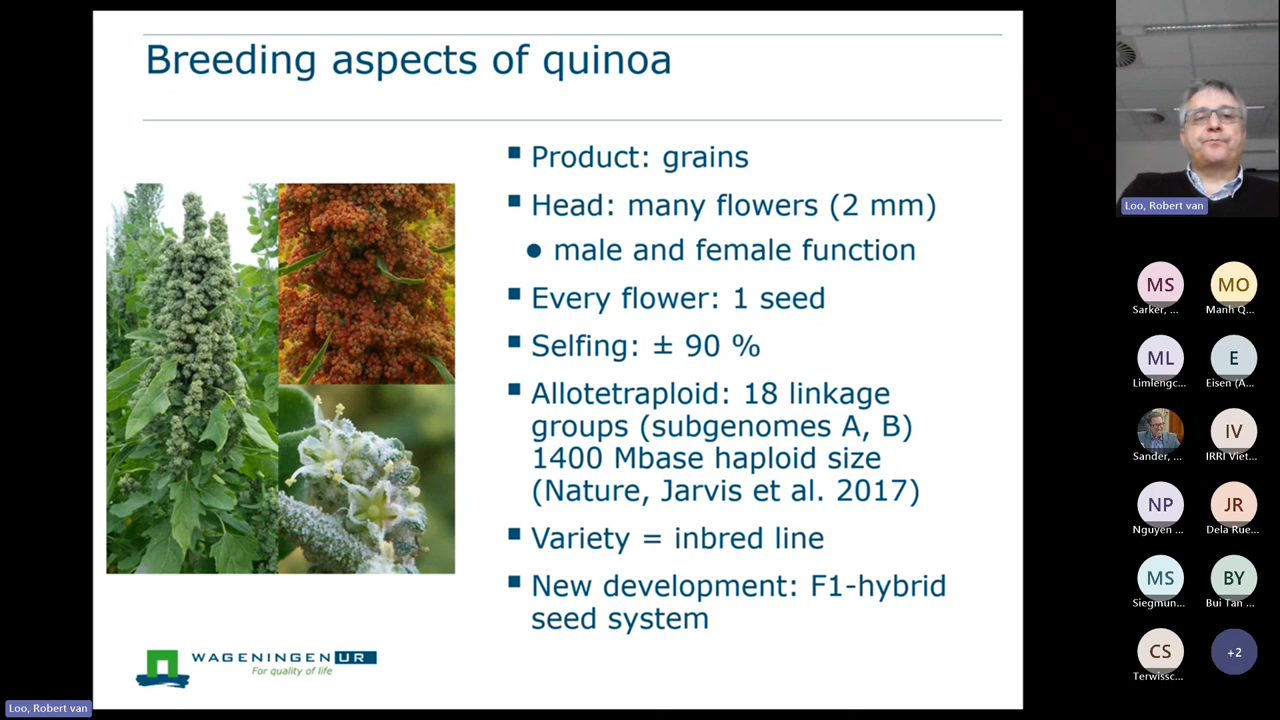 Breeding aspects of quinoa
Product: grains
Head: many flowers (2 mm)
male and female function
Every flower: 1 seed
Selfing: ± 90 %
Allotetraploid: 18 linkage
groups (subgenomes A, B)
1400 Mbase haploid size
(Nature, Jarvis et al. 2017)
Variety = inbred line
New development: F1-hybrid
seed system
WAGENINGEN UR
For quality of life
Loo, Robert van
Loo, Robert van
MS
MO
Sarker, ...
Manh Q...
ML
E
Limlengc...
Eisen (A...
IV
Sander, ...
IRRI Viet...
NP
JR
Nguyen ...
Dela Rue...
MS
BY
Siegmun...
Bui Tan ...
CS
+2
Terwissc...